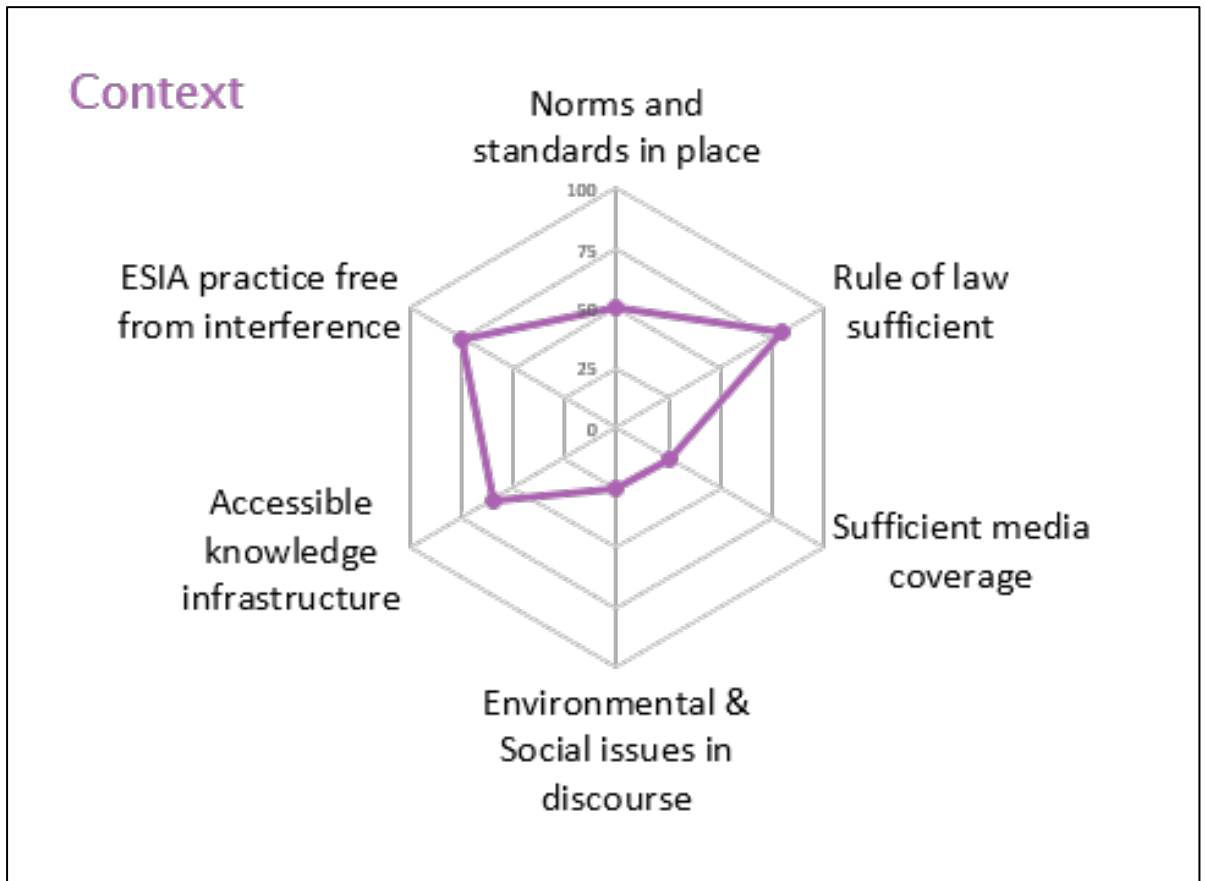 Context
Norms and
standards in place
100
75
50
25
0
Rule of law
sufficient
Sufficient media
coverage
Environmental &
Social issues in
discourse
Accessible
knowledge
infrastructure
ESIA practice free
from interference